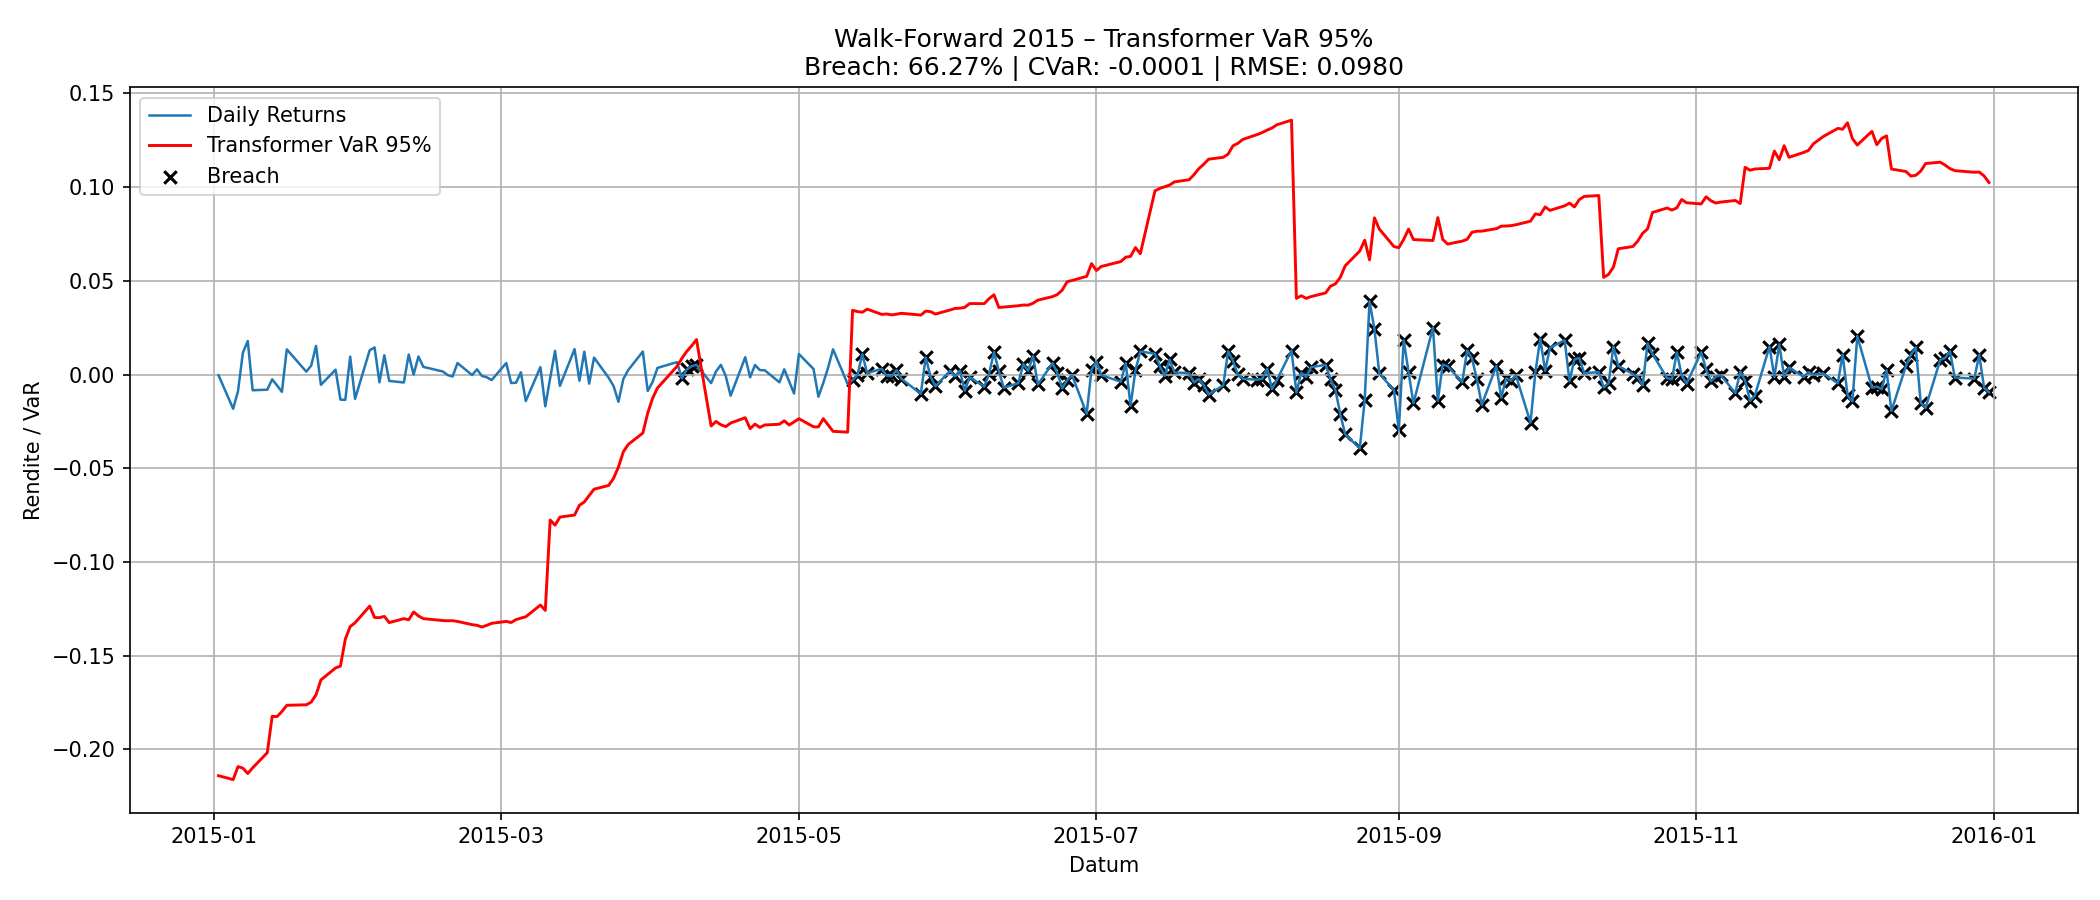 Walk-Forward 2015 – Transformer VaR 95%
Breach: 66.27% | CVaR: -0.0001 | RMSE: 0.0980
Daily Returns
Transformer VaR 95%
Breach
Rendite / VaR
0.15
0.10
0.05
0.00
−0.05
−0.10
−0.15
−0.20
2015-01
2015-03
2015-05
2015-07
2015-09
2015-11
2016-01
Datum